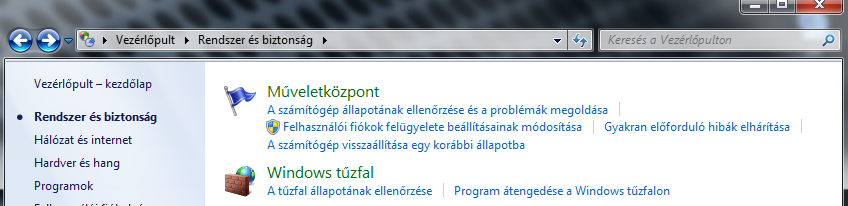 Vezérlőpult ▸ Rendszer és biztonság ▸
Keresés a Vezérlőpulton
Vezérlőpult – kezdőlap
Rendszer és biztonság
Hálózat és internet
Hardver és hang
Programok
Műveletközpont
A számítógép állapotának ellenőrzése és a problémák megoldása
Felhasználói fiókok felügyelete beállításainak módosítása
Gyakran előforduló hibák elhárítása
A számítógép visszaállítása egy korábbi állapotba
Windows tűzfal
A tűzfal állapotának ellenőrzése
Program átengedése a Windows tűzfalon